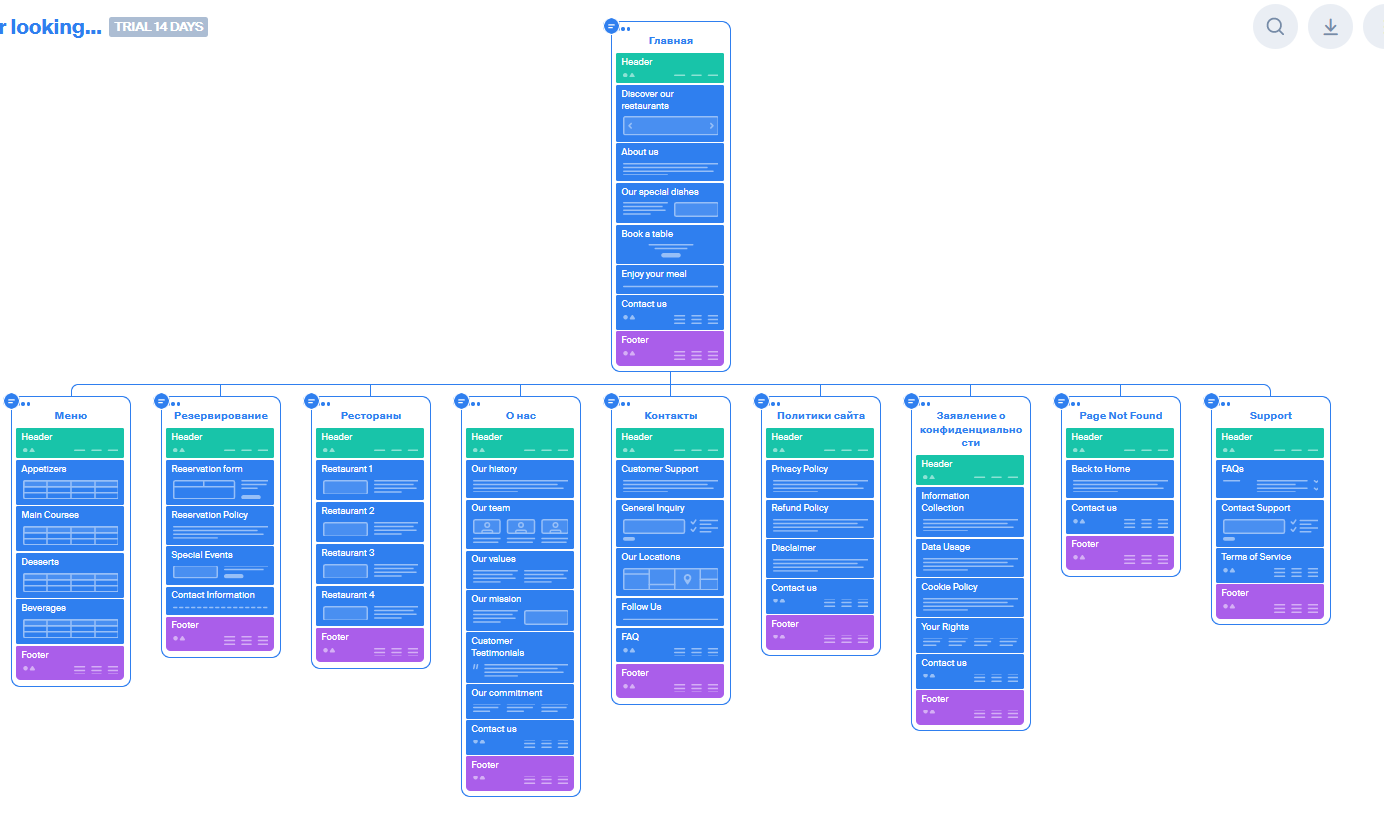 r looking...
TRIAL 14 DAYS
Главная
Header
Discover our
restaurants
About us
Our special dishes
Book a table
Enjoy your meal
Contact us
Footer
Меню
Header
Appetizers
Main Courses
Desserts
Beverages
Footer
Резервирование
Header
Reservation form
Reservation Policy
Special Events
Contact Information
Footer
Рестораны
Header
Restaurant 1
Restaurant 2
Restaurant 3
Restaurant 4
Footer
О нас
Header
Our history
Our team
Our values
Our mission
Customer
Testimonials
Our commitment
Contact us
Footer
Контакты
Header
Customer Support
General Inquiry
Our Locations
Follow Us
FAQ
Footer
Политики сайта
Header
Privacy Policy
Refund Policy
Disclaimer
Contact us
Footer
Заявление о
конфиденциально
сти
Header
Information
Collection
Data Usage
Cookie Policy
Your Rights
Contact us
Footer
Page Not Found
Header
Back to Home
Contact us
Footer
Support
Header
FAQs
Contact Support
Terms of Service
Footer